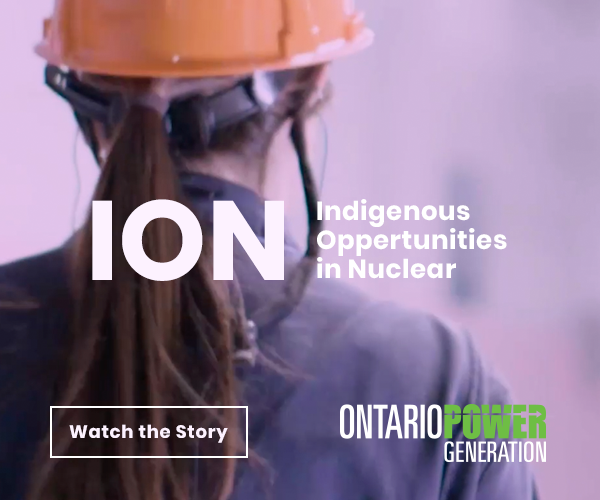 ION
Indigenous
Oppertunities
in Nuclear
Watch the Story
ONTARIOPOWER
GENERATION